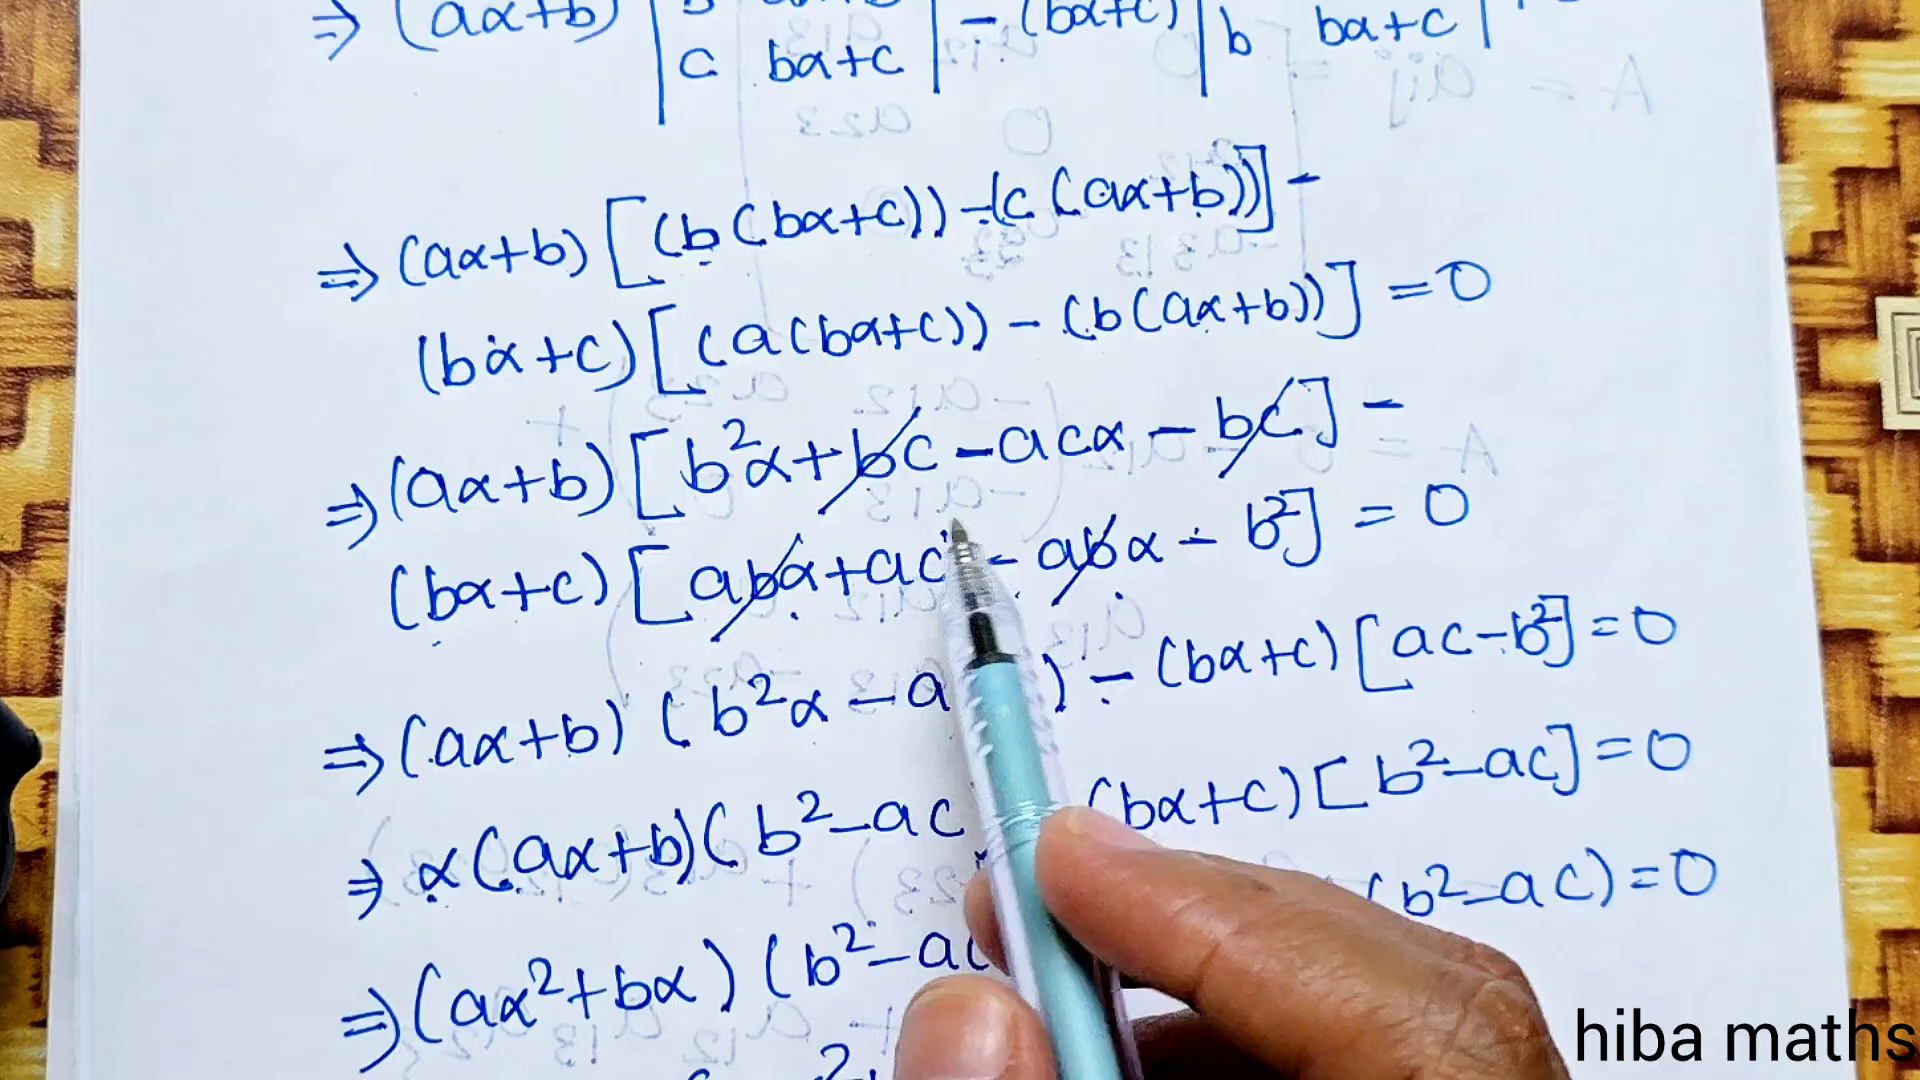 ⇒ (aα+b) | b | - (bα+c) |
c bα+c b bα+c
⇒ (aα+b) [(b(bα+c)) - (c(aα+b))] -
(bα+c) [(a(bα+c)) - (b(aα+b))] = 0
⇒ (aα+b) [b²α + bc - acα - bc] -
(bα+c) [abα + ac - abα - b²] = 0
⇒ (aα+b) (b²α - a ) - (bα+c) [ac - b²] = 0
⇒ α(aα+b) (b² - ac (bα+c) [b² - ac] = 0
⇒ (aα² + bα) (b² - ac (b² - ac) = 0
hiba maths